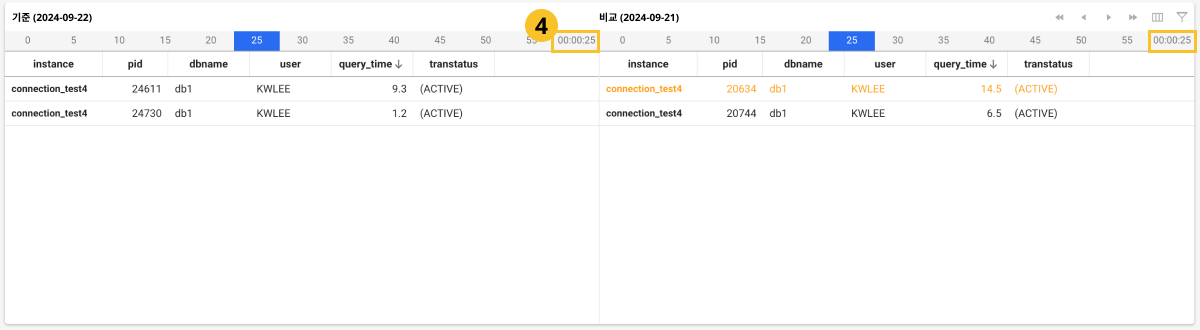 기준 (2024-09-22) 4 비교 (2024-09-21)
0 5 10 15 20 25 30 35 40 45 50 55 00:00:25 0 5 10 15 20 25 30 35 40 45 50 55 00:00:25
instance pid dbname user query_time ↓ transtatus instance pid dbname user query_time ↓ transtatus
connection_test4 24611 db1 KWLEE 9.3 (ACTIVE) connection_test4 20634 db1 KWLEE 14.5 (ACTIVE)
connection_test4 24730 db1 KWLEE 1.2 (ACTIVE) connection_test4 20744 db1 KWLEE 6.5 (ACTIVE)